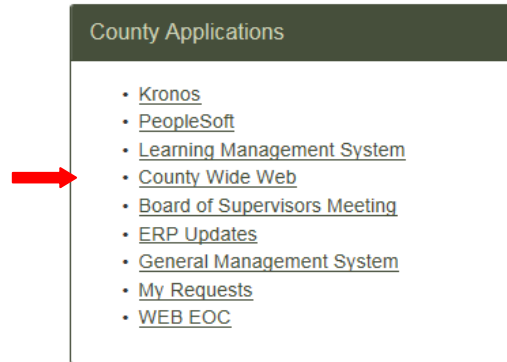 County Applications
• Kronos
• PeopleSoft
• Learning Management System
• County Wide Web
• Board of Supervisors Meeting
• ERP Updates
• General Management System
• My Requests
• WEB EOC